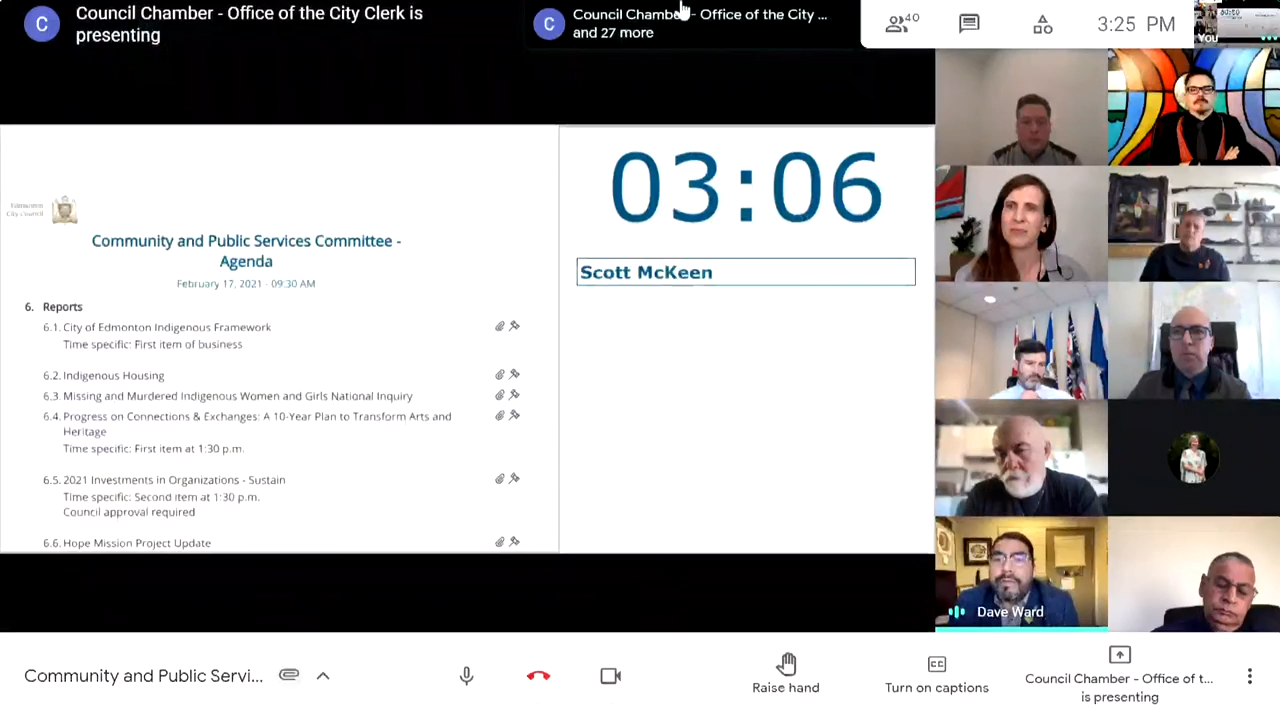 C
Council Chamber - Office of the City Clerk is
presenting
C
Council Chamber - Office of the City ...
and 27 more
40
3:25 PM
You
Edmonton
City Council
Community and Public Services Committee -
Agenda
February 17, 2021 - 09:30 AM
6. Reports
6.1. City of Edmonton Indigenous Framework
Time specific: First item of business
6.2. Indigenous Housing
6.3 Missing and Murdered Indigenous Women and Girls National Inquiry
6.4. Progress on Connections & Exchanges: A 10-Year Plan to Transform Arts and
Heritage
Time specific: First item at 1:30 p.m.
6.5. 2021 Investments in Organizations - Sustain
Time specific: Second item at 1:30 p.m.
Council approval required
6.6. Hope Mission Project Update
03:06
Scott McKeen
Dave Ward
Community and Public Servi...
Raise hand
CC
Turn on captions
Council Chamber - Office of t...
is presenting